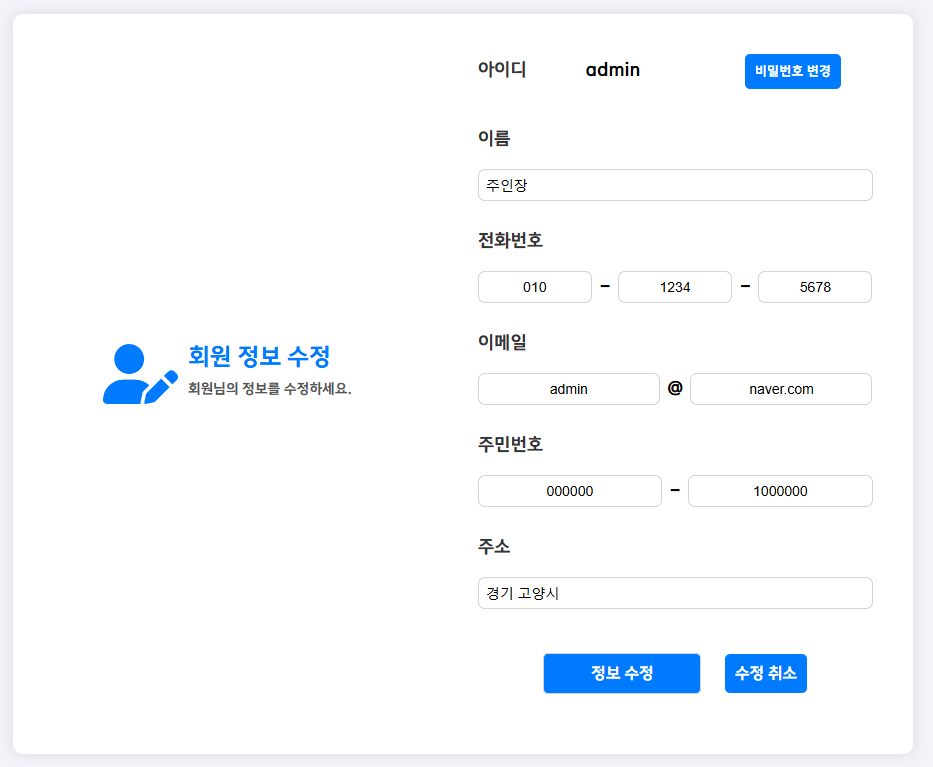 회원 정보 수정
회원님의 정보를 수정하세요.
아이디 admin 비밀번호 변경
이름
주인장
전화번호
010 - 1234 - 5678
이메일
admin @ naver.com
주민번호
000000 - 1000000
주소
경기 고양시
정보 수정 수정 취소